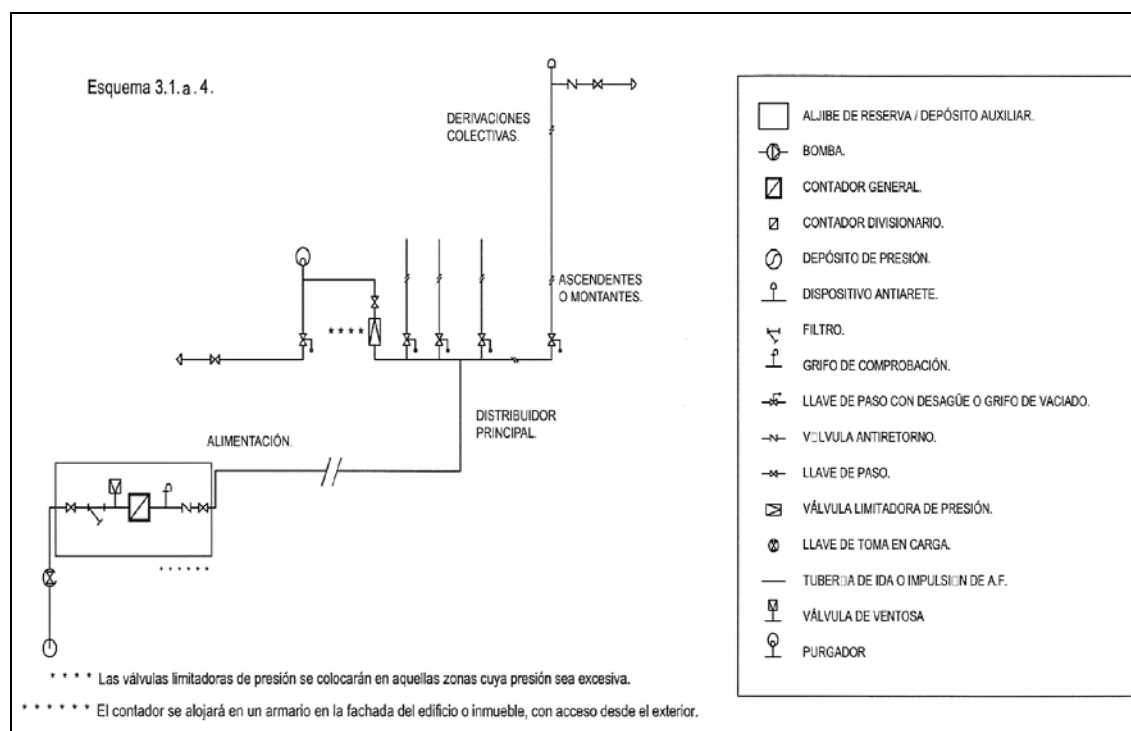 Esquema 3.1.a.4.
DERIVACIONES
COLECTIVAS.
ASCENDENTES
O MONTANTES.
* * * *
DISTRIBUIDOR
PRINCIPAL.
ALIMENTACIÓN.
* * * * * *
* * * * Las válvulas limitadoras de presión se colocarán en aquellas zonas cuya presión sea excesiva.
* * * * * * El contador se alojará en un armario en la fachada del edificio o inmueble, con acceso desde el exterior.
ALJIBE DE RESERVA / DEPÓSITO AUXILIAR.
BOMBA.
CONTADOR GENERAL.
CONTADOR DIVISIONARIO.
DEPÓSITO DE PRESIÓN.
DISPOSITIVO ANTIARETE.
FILTRO.
GRIFO DE COMPROBACIÓN.
LLAVE DE PASO CON DESAGÜE O GRIFO DE VACIADO.
V□LVULA ANTIRETORNO.
LLAVE DE PASO.
VÁLVULA LIMITADORA DE PRESIÓN.
LLAVE DE TOMA EN CARGA.
TUBER□A DE IDA O IMPULSI□N DE A.F.
VÁLVULA DE VENTOSA
PURGADOR